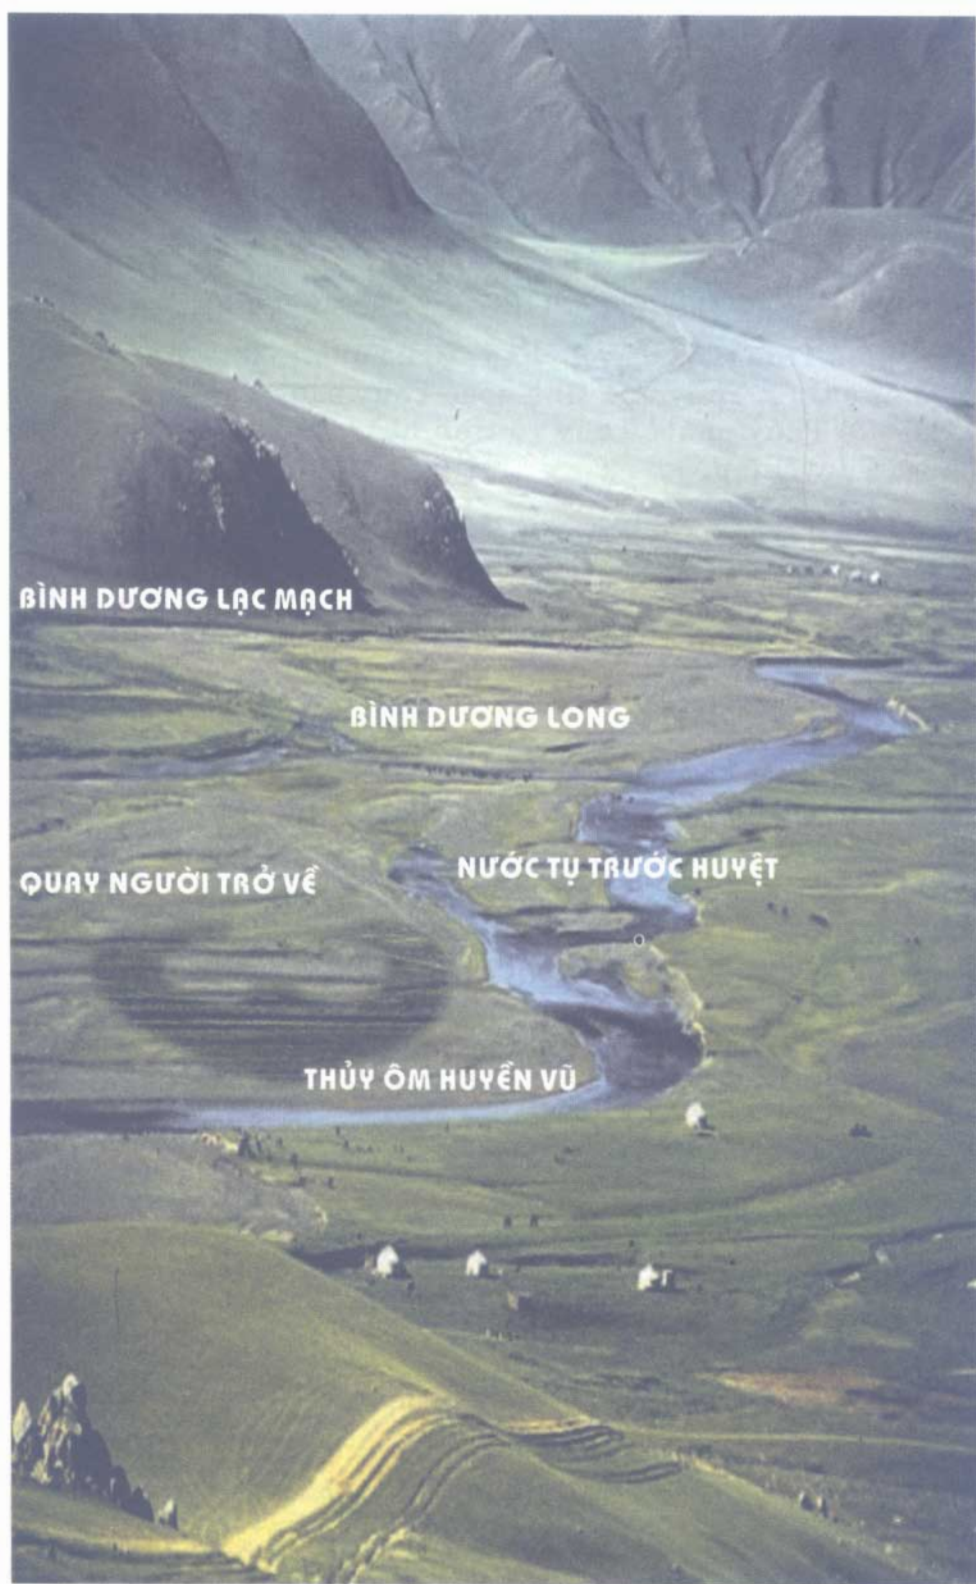 BÌNH DƯƠNG LẠC MẠCH
BÌNH DƯƠNG LONG
NƯỚC TỤ TRƯỚC HUYỆT
QUAY NGƯỜI TRỞ VỀ
THỦY ÔM HUYỀN VŨ